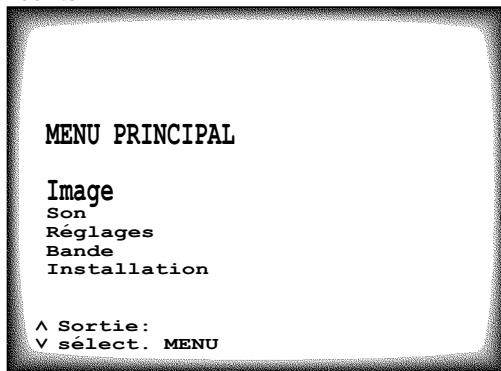 MENU PRINCIPAL
Image
Son
Réglages
Bande
Installation
∧ Sortie:
∨ sélect. MENU